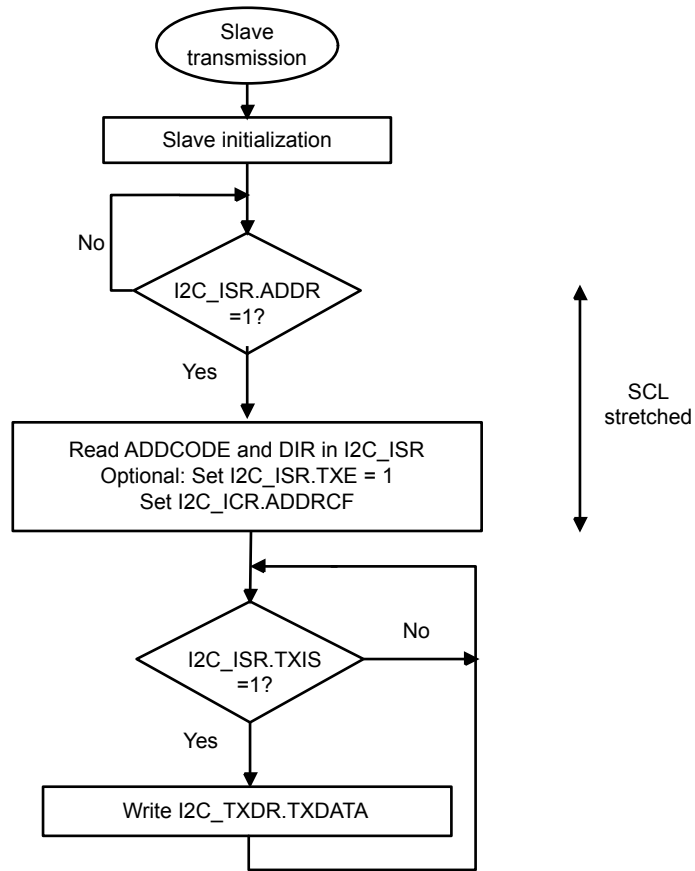 Slave
transmission
Slave initialization
No
I2C_ISR.ADDR
=1?
Yes
SCL
stretched
Read ADDCODE and DIR in I2C_ISR
Optional: Set I2C_ISR.TXE = 1
Set I2C_ICR.ADDRCF
No
I2C_ISR.TXIS
=1?
Yes
Write I2C_TXDR.TXDATA